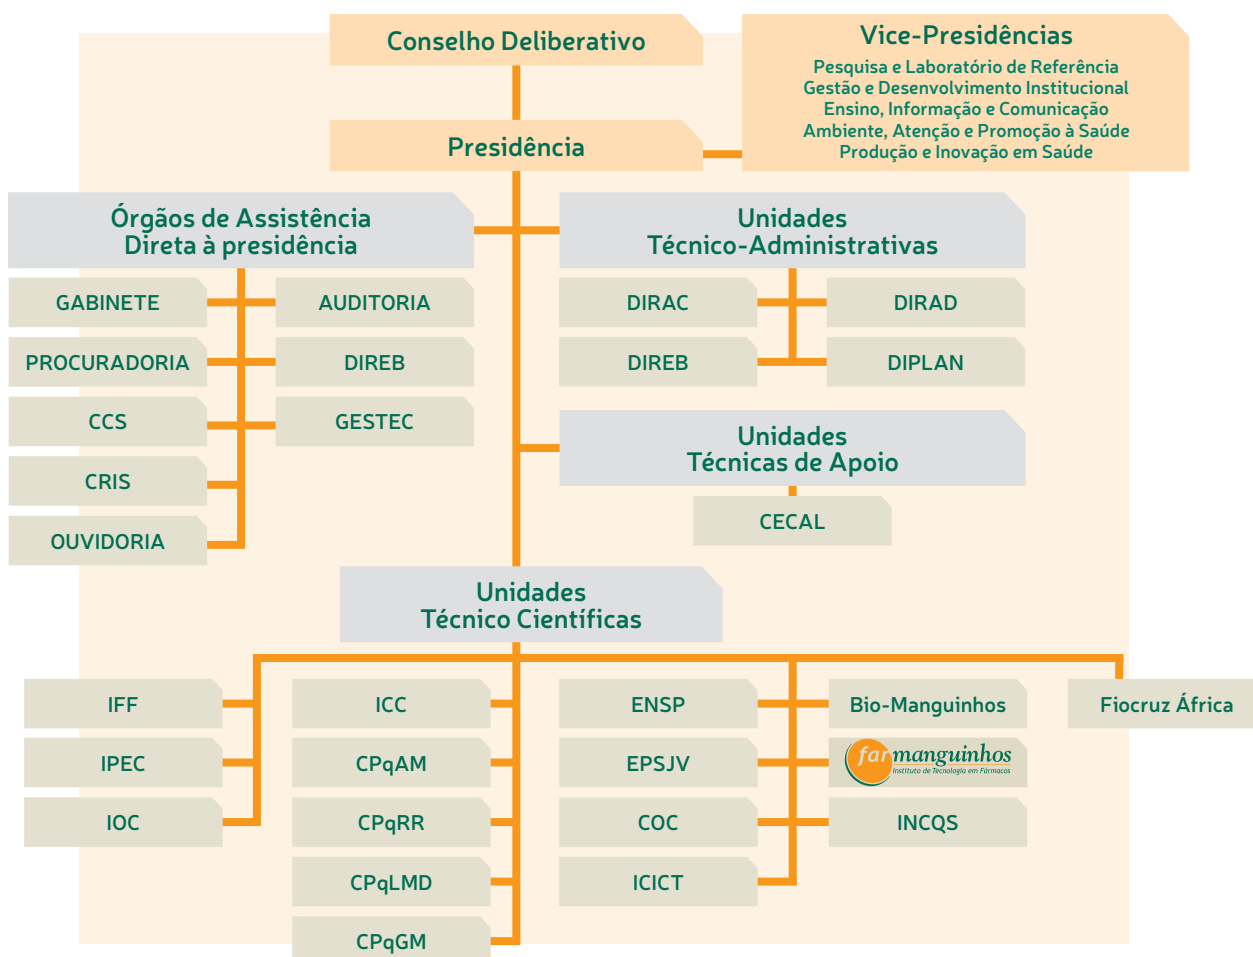 Conselho Deliberativo
Vice-Presidências
Pesquisa e Laboratório de Referência
Gestão e Desenvolvimento Institucional
Ensino, Informação e Comunicação
Ambiente, Atenção e Promoção à Saúde
Produção e Inovação em Saúde
Presidência
Órgãos de Assistência
Direta à presidência
GABINETE
AUDITORIA
PROCURADORIA
DIREB
CCS
GESTEC
CRIS
OUVIDORIA
Unidades
Técnico-Administrativas
DIRAC
DIRAD
DIREB
DIPLAN
Unidades
Técnicas de Apoio
CECAL
Unidades
Técnico Científicas
IFF
IPEC
IOC
ICC
CPqAM
CPqRR
CPqLMD
CPqGM
ENSP
EPSJV
COC
ICICT
Bio-Manguinhos
farmanguinhos
Instituto de Tecnologia em Fármacos
INCQS
Fiocruz África